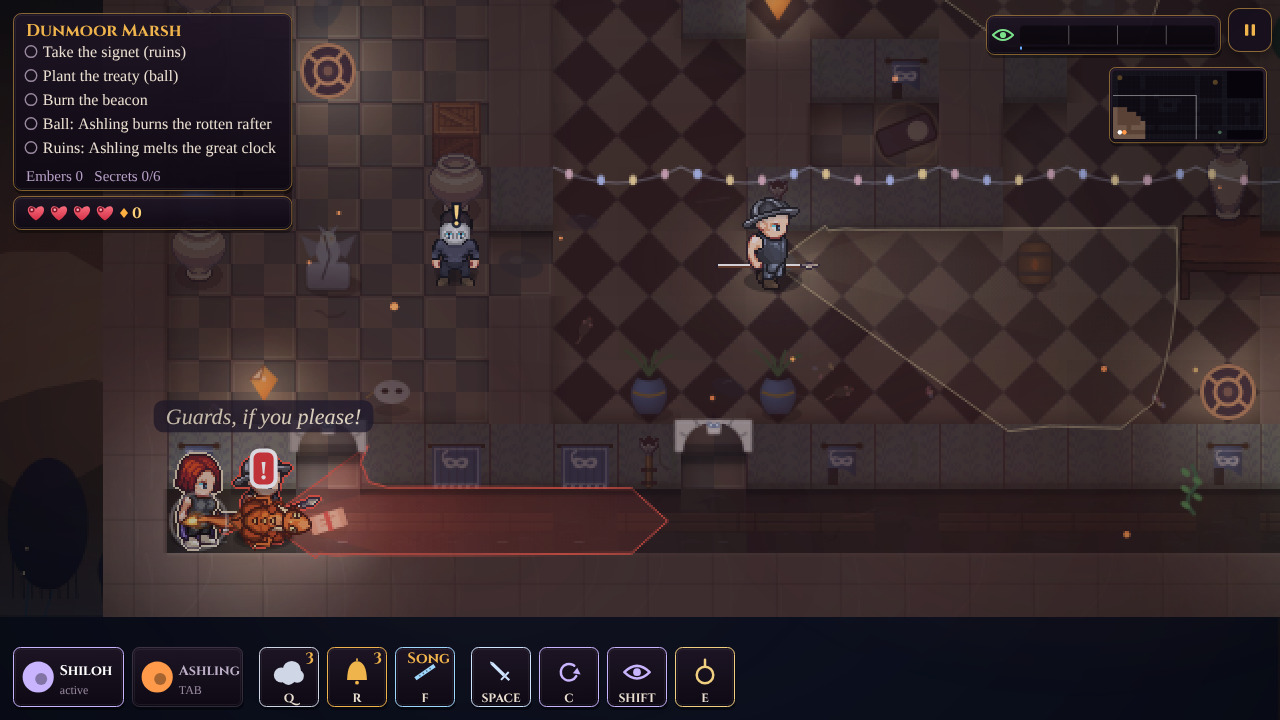 Dunmoor Marsh
Take the signet (ruins)
Plant the treaty (ball)
Burn the beacon
Ball: Ashling burns the rotten rafter
Ruins: Ashling melts the great clock
Embers 0 Secrets 0/6
0
Guards, if you please!
!
Shiloh
active
Ashling
TAB
3
Q
3
R
Song
F
SPACE
C
SHIFT
E